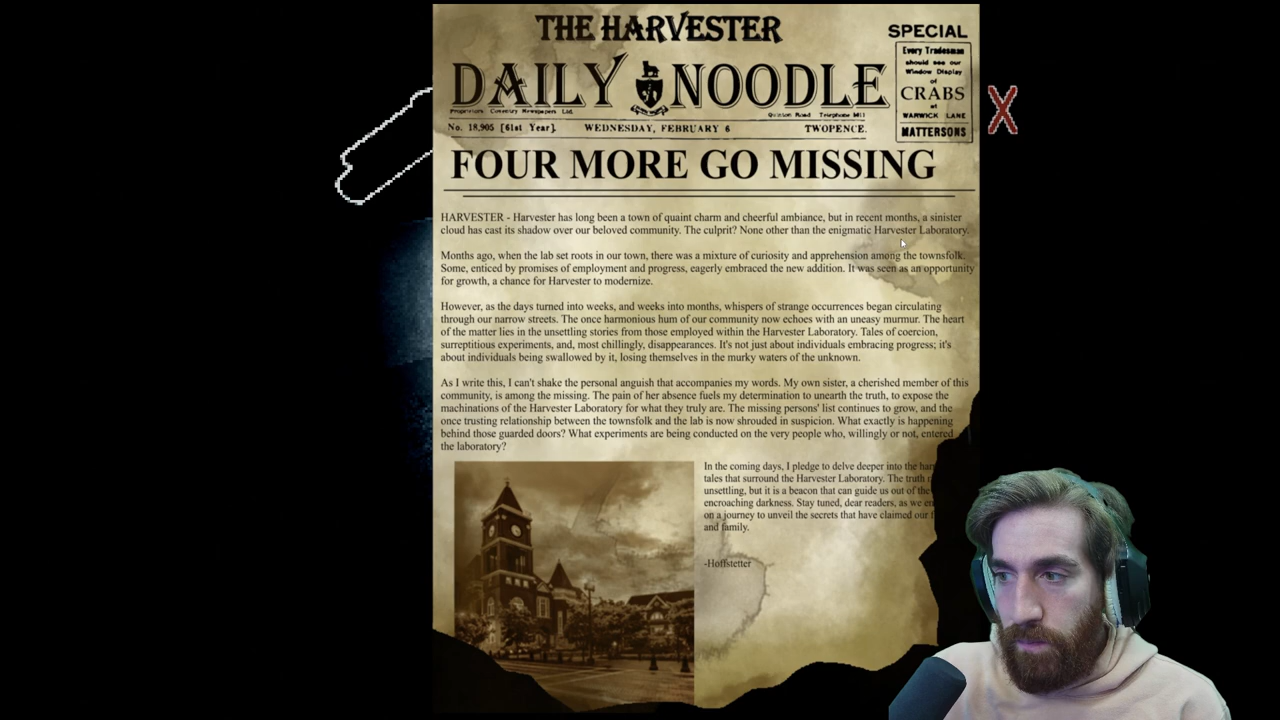 THE HARVESTER
SPECIAL
DAILY NOODLE
Every Tradesman
should see our
Window Display
of
CRABS
at
WARWICK LANE
MATTERSONS
Proprietors Coventry Newspapers Ltd.
Quinton Road
No. 18,905 [61st Year].
WEDNESDAY, FEBRUARY 6
TWOPENCE.
X
FOUR MORE GO MISSING
HARVESTER - Harvester has long been a town of quaint charm and cheerful ambiance, but in recent months, a sinister
cloud has cast its shadow over our beloved community. The culprit? None other than the enigmatic Harvester Laboratory.
Months ago, when the lab set roots in our town, there was a mixture of curiosity and apprehension among the townsfolk.
Some, enticed by promises of employment and progress, eagerly embraced the new addition. It was seen as an opportunity
for growth, a chance for Harvester to modernize.
However, as the days turned into weeks, and weeks into months, whispers of strange occurrences began circulating
through our narrow streets. The once harmonious hum of our community now echoes with an uneasy murmur. The heart
of the matter lies in the unsettling stories from those employed within the Harvester Laboratory. Tales of coercion,
surreptitious experiments, and, most chillingly, disappearances. It's not just about individuals embracing progress; it's
about individuals being swallowed by it, losing themselves in the murky waters of the unknown.
As I write this, I can't shake the personal anguish that accompanies my words. My own sister, a cherished member of this
community, is among the missing. The pain of her absence fuels my determination to unearth the truth, to expose the
machinations of the Harvester Laboratory for what they truly are. The missing persons' list continues to grow, and the
once trusting relationship between the townsfolk and the lab is now shrouded in suspicion. What exactly is happening
behind those guarded doors? What experiments are being conducted on the very people who, willingly or not, entered
the laboratory?
In the coming days, I pledge to delve deeper into the
tales that surround the Harvester Laboratory. The truth
unsettling, but it is a beacon that can guide us out of
encroaching darkness. Stay tuned, dear readers, as we
on a journey to unveil the secrets that have claimed our
and family.
-Hoffstetter